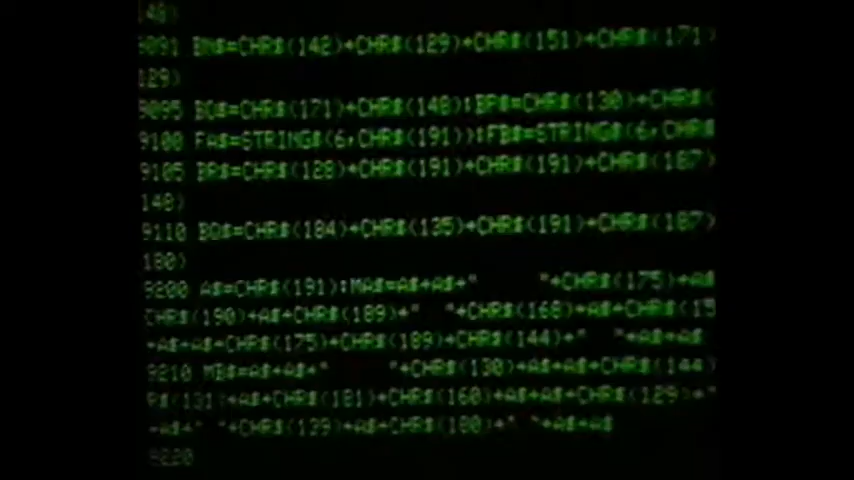 148)
9091 BN$=CHR$(142)+CHR$(129)+CHR$(151)+CHR$(171)
129)
9095 BO$=CHR$(171)+CHR$(148):BP$=CHR$(130)+CHR$(
9100 FA$=STRING$(6,CHR$(191)):FB$=STRING$(6,CHR$
9105 BR$=CHR$(128)+CHR$(191)+CHR$(191)+CHR$(187)
148)
9110 BQ$=CHR$(184)+CHR$(135)+CHR$(191)+CHR$(187)
180)
9200 A$=CHR$(191):MA$=A$+A$+"      "+CHR$(175)+A$
CHR$(190)+A$+CHR$(189)+"  "+CHR$(168)+A$+CHR$(15
+A$+A$+CHR$(175)+CHR$(189)+CHR$(144)+"  "+A$+A$
9210 MB$=A$+A$+"      "+CHR$(130)+A$+A$+CHR$(144)
R$(131)+A$+CHR$(181)+CHR$(160)+A$+A$+CHR$(129)+"
+A$+" "+CHR$(139)+A$+CHR$(180)+" "+A$+A$
9220